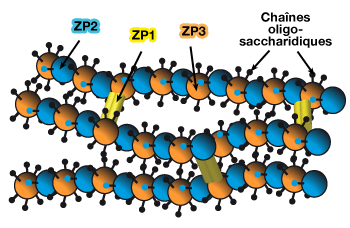 ZP2
ZP1
ZP3
Chaînes
oligo-
saccharidiques